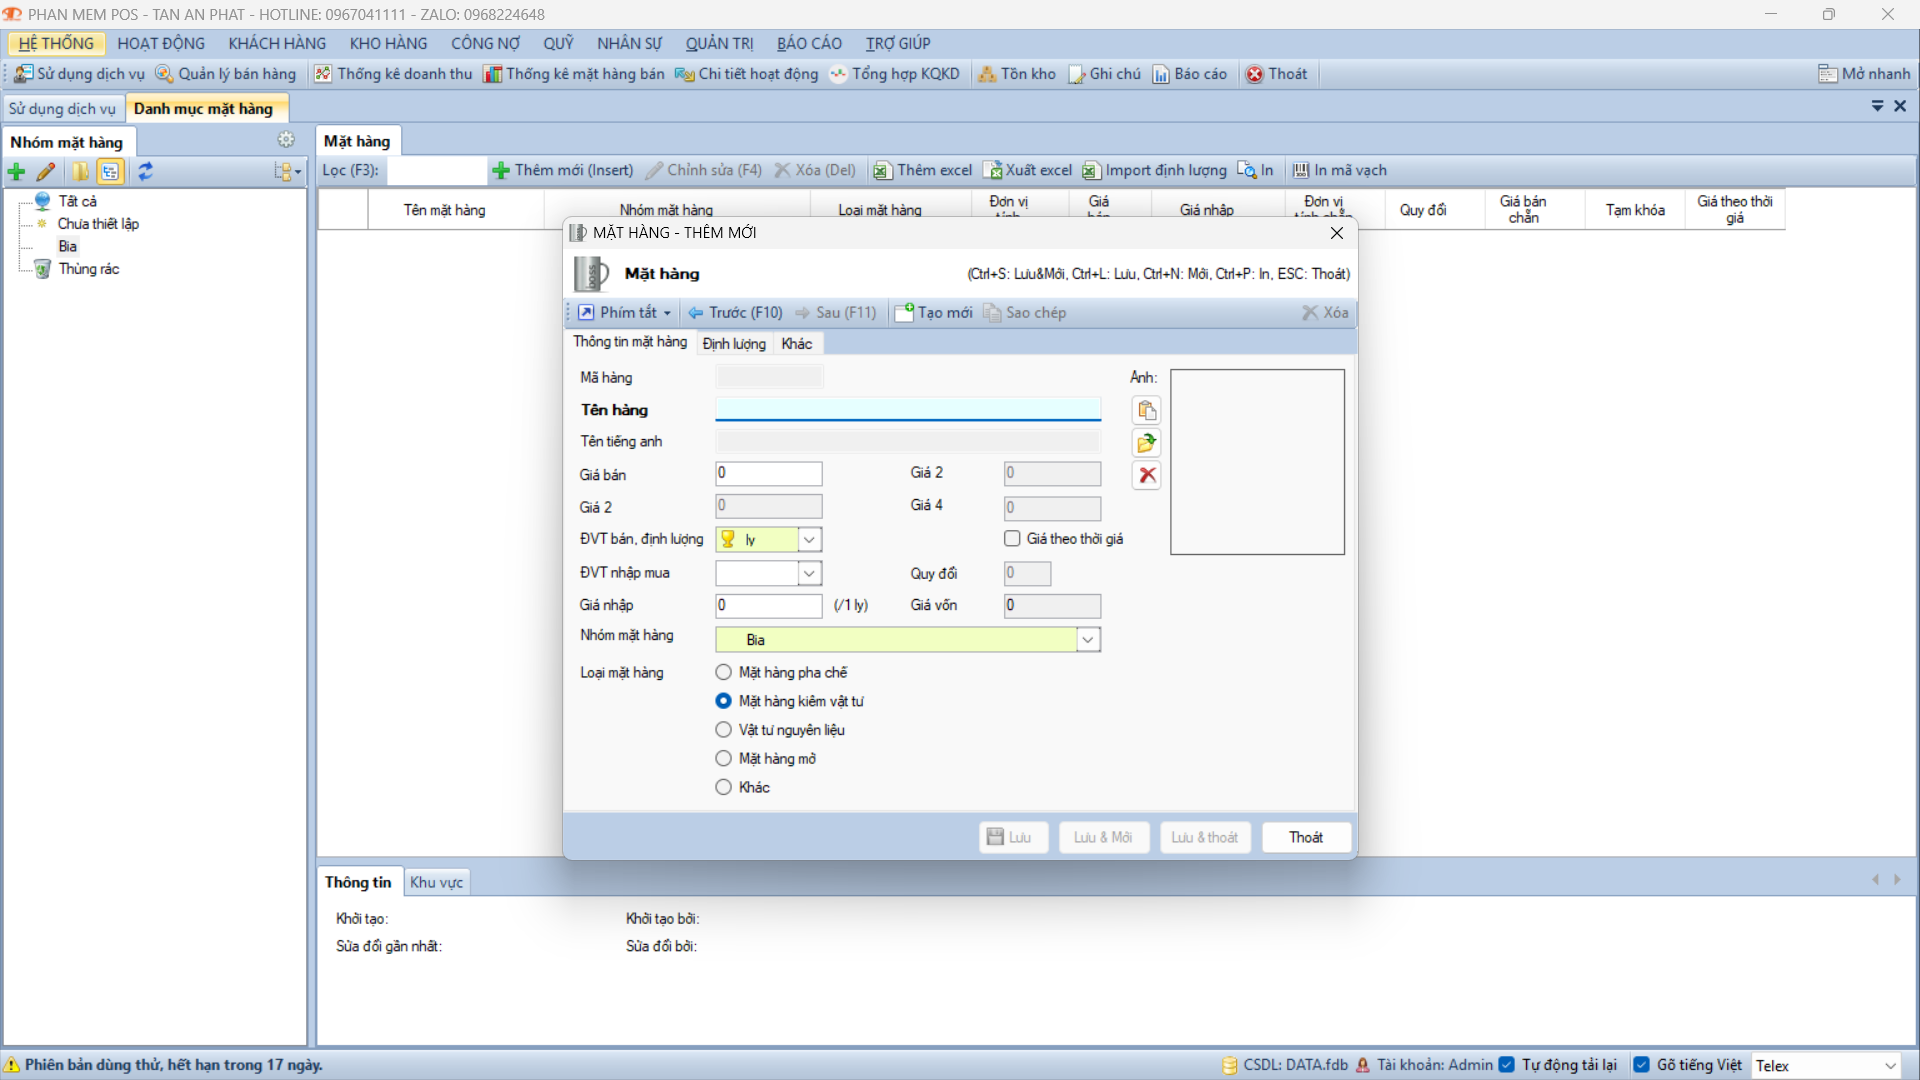 PHAN MEM POS - TAN AN PHAT - HOTLINE: 0967041111 - ZALO: 0968224648
HỆ THỐNG HOẠT ĐỘNG KHÁCH HÀNG KHO HÀNG CÔNG NỢ QUỸ NHÂN SỰ QUẢN TRỊ BÁO CÁO TRỢ GIÚP
Sử dụng dịch vụ Quản lý bán hàng Thống kê doanh thu Thống kê mặt hàng bán Chi tiết hoạt động Tổng hợp KQKD Tồn kho Ghi chú Báo cáo Thoát Mở nhanh
Sử dụng dịch vụ Danh mục mặt hàng
Nhóm mặt hàng
Mặt hàng
Lọc (F3): Thêm mới (Insert) Chỉnh sửa (F4) Xóa (Del) Thêm excel Xuất excel Import định lượng In In mã vạch
Tất cả
Chưa thiết lập
Bia
Thùng rác
Tên mặt hàng Nhóm mặt hàng Loại mặt hàng Đơn vị tính Giá bán Giá nhập Đơn vị tính chẵn Quy đổi Giá bán chẵn Tạm khóa Giá theo thời giá
MẶT HÀNG - THÊM MỚI
Mặt hàng (Ctrl+S: Lưu&Mới, Ctrl+L: Lưu, Ctrl+N: Mới, Ctrl+P: In, ESC: Thoát)
Phím tắt Trước (F10) Sau (F11) Tạo mới Sao chép Xóa
Thông tin mặt hàng Định lượng Khác
Mã hàng Ảnh:
Tên hàng
Tên tiếng anh
Giá bán 0 Giá 2 0
Giá 2 0 Giá 4 0
ĐVT bán, định lượng ly Giá theo thời giá
ĐVT nhập mua Quy đổi 0
Giá nhập 0 (/1 ly) Giá vốn 0
Nhóm mặt hàng Bia
Loại mặt hàng Mặt hàng pha chế
Mặt hàng kiêm vật tư
Vật tư nguyên liệu
Mặt hàng mở
Khác
Lưu Lưu & Mới Lưu & thoát Thoát
Thông tin Khu vực
Khởi tạo: Khởi tạo bởi:
Sửa đổi gần nhất: Sửa đổi bởi:
Phiên bản dùng thử, hết hạn trong 17 ngày. CSDL: DATA.fdb Tài khoản: Admin Tự động tải lại Gõ tiếng Việt Telex